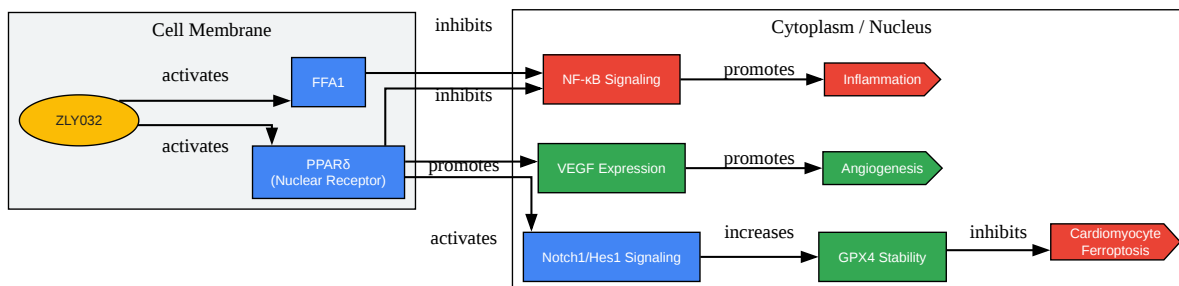 Cell Membrane
inhibits
Cytoplasm / Nucleus
activates
FFA1
NF-κB Signaling
promotes
Inflammation
inhibits
ZLY032
activates
PPARδ
(Nuclear Receptor)
promotes
VEGF Expression
promotes
Angiogenesis
activates
Notch1/Hes1 Signaling
increases
GPX4 Stability
inhibits
Cardiomyocyte
Ferroptosis